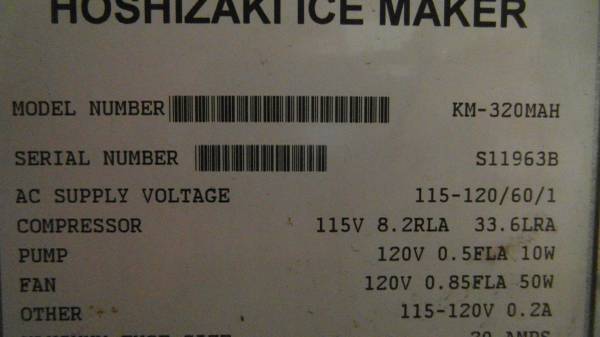 HOSHIZAKI ICE MAKER
MODEL NUMBER KM-320MAH
SERIAL NUMBER S11963B
AC SUPPLY VOLTAGE 115-120/60/1
COMPRESSOR 115V 8.2RLA 33.6LRA
PUMP 120V 0.5FLA 10W
FAN 120V 0.85FLA 50W
OTHER 115-120V 0.2A
AMPS